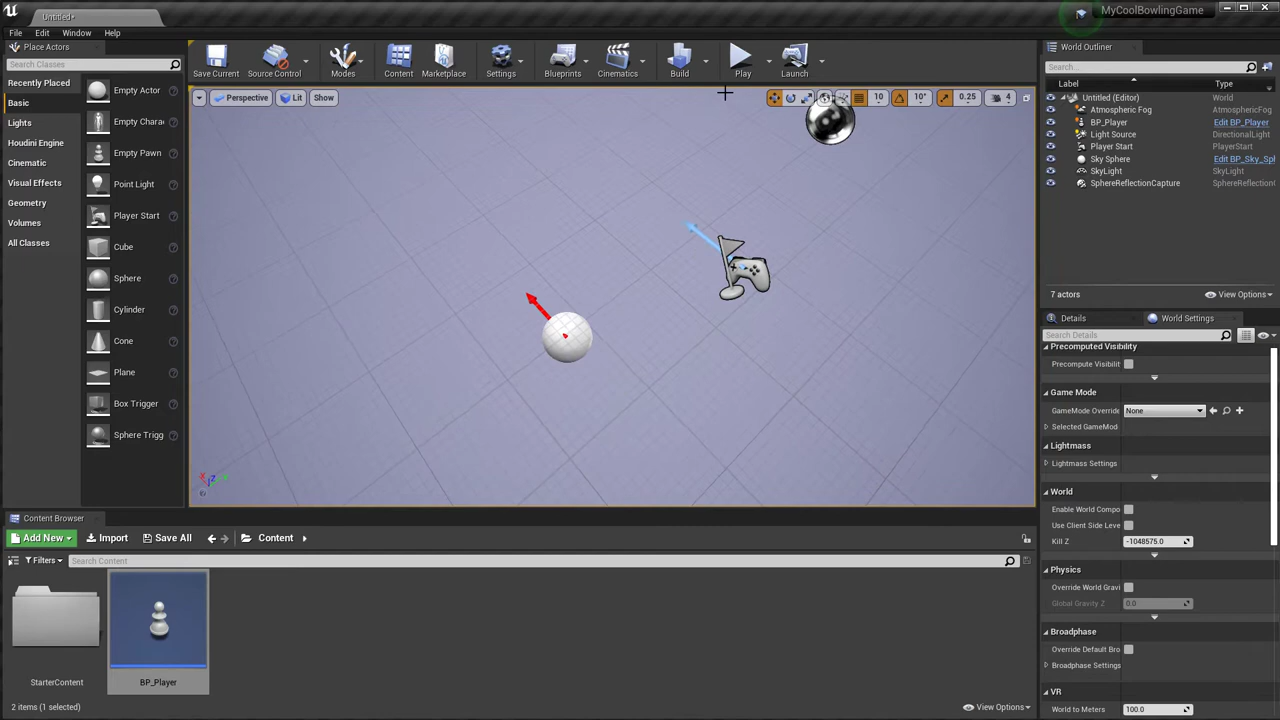 Untitled*
MyCoolBowlingGame
File Edit Window Help
Place Actors
Search Classes
Recently Placed
Basic
Lights
Houdini Engine
Cinematic
Visual Effects
Geometry
Volumes
All Classes
Empty Actor
Empty Chara
Empty Pawn
Point Light
Player Start
Cube
Sphere
Cylinder
Cone
Plane
Box Trigger
Sphere Trigg
Save Current
Source Control
Modes
Content
Marketplace
Settings
Blueprints
Cinematics
Build
Play
Launch
Perspective
Lit
Show
10
10°
0.25
4
X Z
World Outliner
Search...
Label Type
Untitled (Editor) World
Atmospheric Fog AtmosphericFog
BP_Player Edit BP_Player
Light Source DirectionalLight
Player Start PlayerStart
Sky Sphere Edit BP_Sky_Sph
SkyLight SkyLight
SphereReflectionCapture SphereReflection
7 actors View Options
Details World Settings
Search Details
Precomputed Visibility
Precompute Visibilit
Game Mode
GameMode Override None
Selected GameMod
Lightmass
Lightmass Settings
World
Enable World Compo
Use Client Side Leve
Kill Z -1048575.0
Physics
Override World Gravi
Global Gravity Z 0.0
Broadphase
Override Default Bro
Broadphase Settings
VR
World to Meters 100.0
Content Browser
Add New Import Save All Content
Filters Search Content
StarterContent
BP_Player
2 items (1 selected) View Options